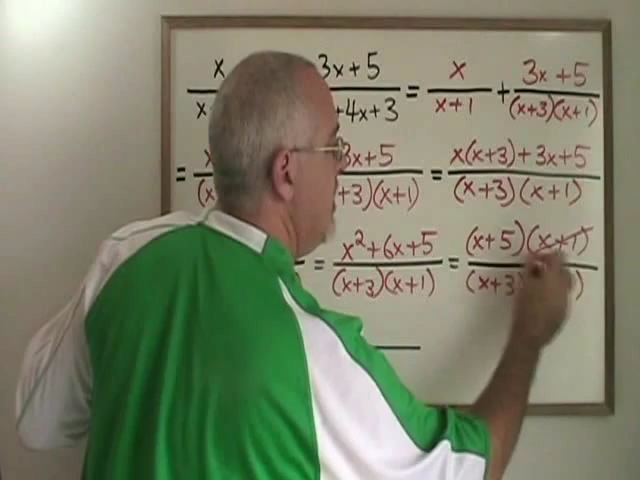 x 3x + 5 = x + 3x + 5
x +4x + 3 x + 1 (x+3)(x+1)
= 3x + 5 = x(x+3) + 3x + 5
(x +3)(x+1) (x+3)(x+1)
= x² + 6x + 5 = (x+5)(x+1)
(x+3)(x+1) (x+3)